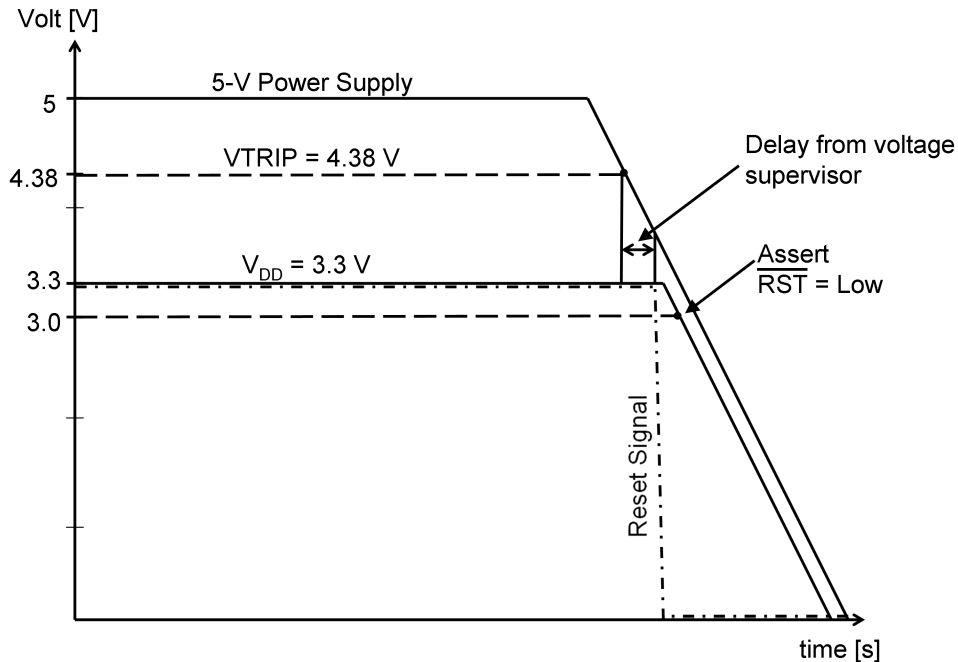 Volt [V]
5-V Power Supply
5
VTRIP = 4.38 V
4.38
Delay from voltage
supervisor
V_DD = 3.3 V
3.3
Assert
R̅S̅T̅ = Low
3.0
Reset Signal
time [s]